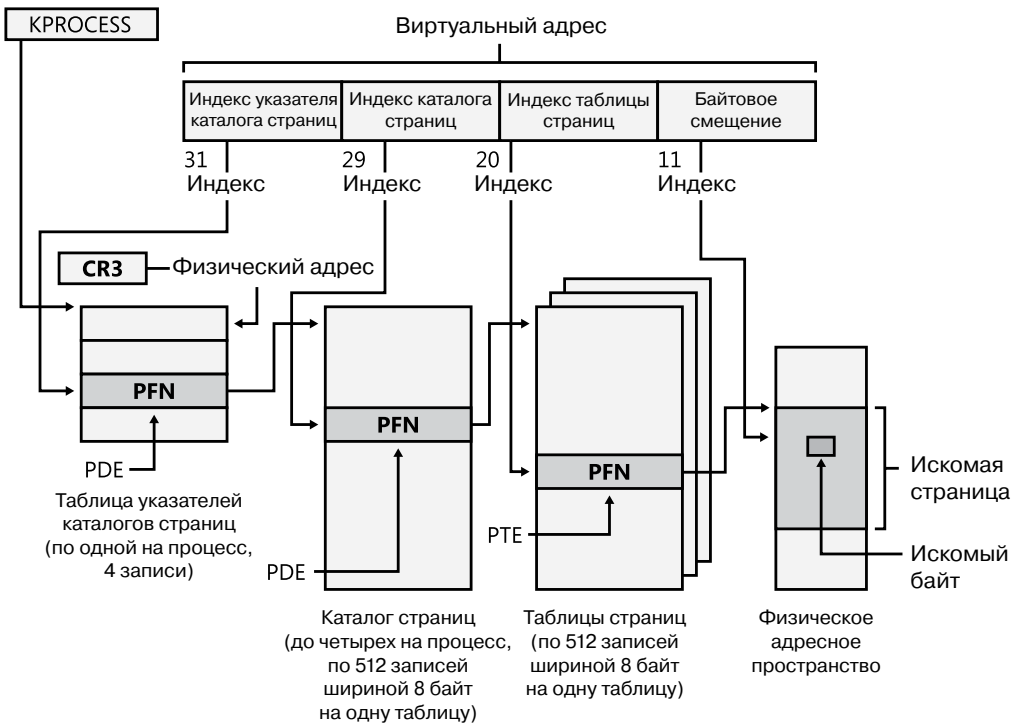 KPROCESS
Виртуальный адрес
Индекс указателя
каталога страниц
Индекс каталога
страниц
Индекс таблицы
страниц
Байтовое
смещение
31
29
20
11
Индекс
Индекс
Индекс
Индекс
CR3
Физический адрес
PFN
PFN
PFN
PDE
Таблица указателей
каталогов страниц
(по одной на процесс,
4 записи)
PDE
Каталог страниц
(до четырех на процесс,
по 512 записей
шириной 8 байт
на одну таблицу)
PTE
Таблицы страниц
(по 512 записей
шириной 8 байт
на одну таблицу)
Искомая
страница
Искомый
байт
Физическое
адресное
пространство